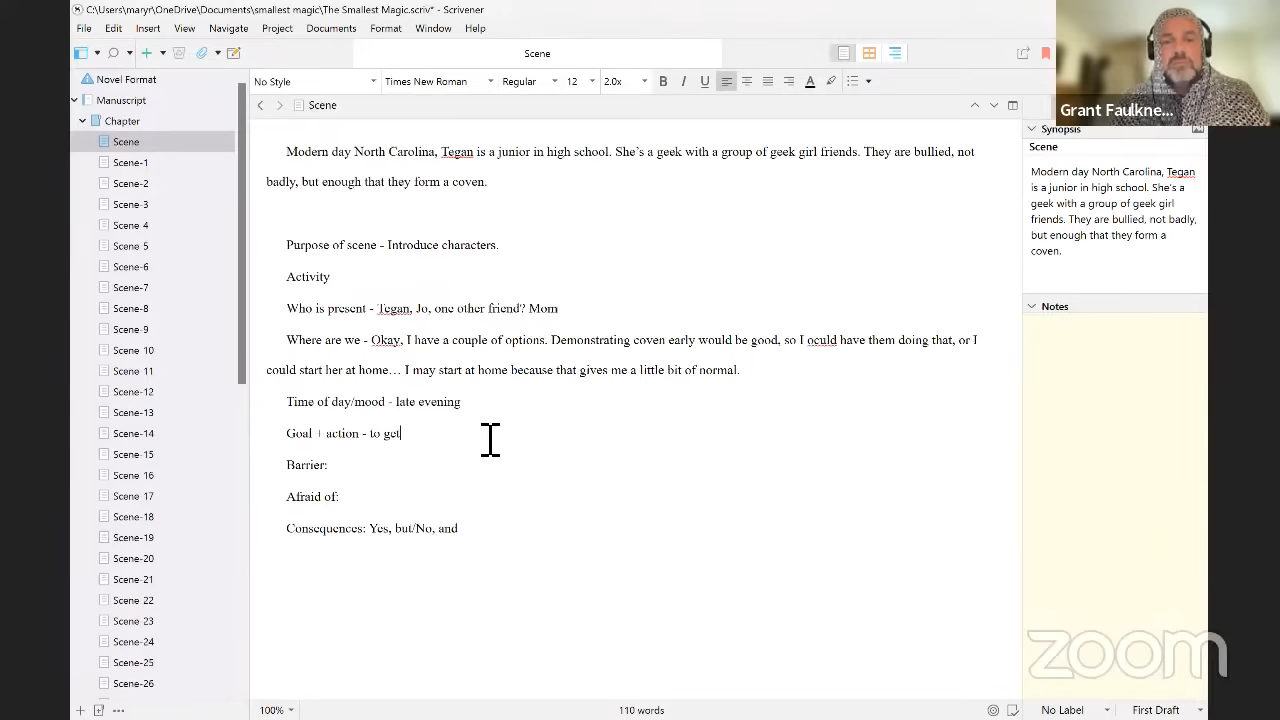 C:\Users\maryr\OneDrive\Documents\smallest magic\The Smallest Magic.scriv* - Scrivener
File Edit Insert View Navigate Project Documents Format Window Help
Scene
No Style Times New Roman Regular 12 2.0x B I U A
Scene
Grant Faulkne...
Novel Format
Manuscript
Chapter
Scene
Scene-1
Scene-2
Scene-3
Scene 4
Scene 5
Scene-6
Scene-7
Scene-8
Scene-9
Scene 10
Scene 11
Scene-12
Scene-13
Scene-14
Scene-15
Scene 16
Scene 17
Scene-18
Scene-19
Scene-20
Scene-21
Scene 22
Scene 23
Scene-24
Scene-25
Scene-26
Modern day North Carolina, Tegan is a junior in high school. She's a geek with a group of geek girl friends. They are bullied, not
badly, but enough that they form a coven.
Purpose of scene - Introduce characters.
Activity
Who is present - Tegan, Jo, one other friend? Mom
Where are we - Okay, I have a couple of options. Demonstrating coven early would be good, so I oculd have them doing that, or I
could start her at home… I may start at home because that gives me a little bit of normal.
Time of day/mood - late evening
Goal + action - to get
Barrier:
Afraid of:
Consequences: Yes, but/No, and
Synopsis
Scene
Modern day North Carolina, Tegan
is a junior in high school. She's a
geek with a group of geek girl
friends. They are bullied, not badly,
but enough that they form a
coven.
Notes
zoom
100% 110 words No Label First Draft